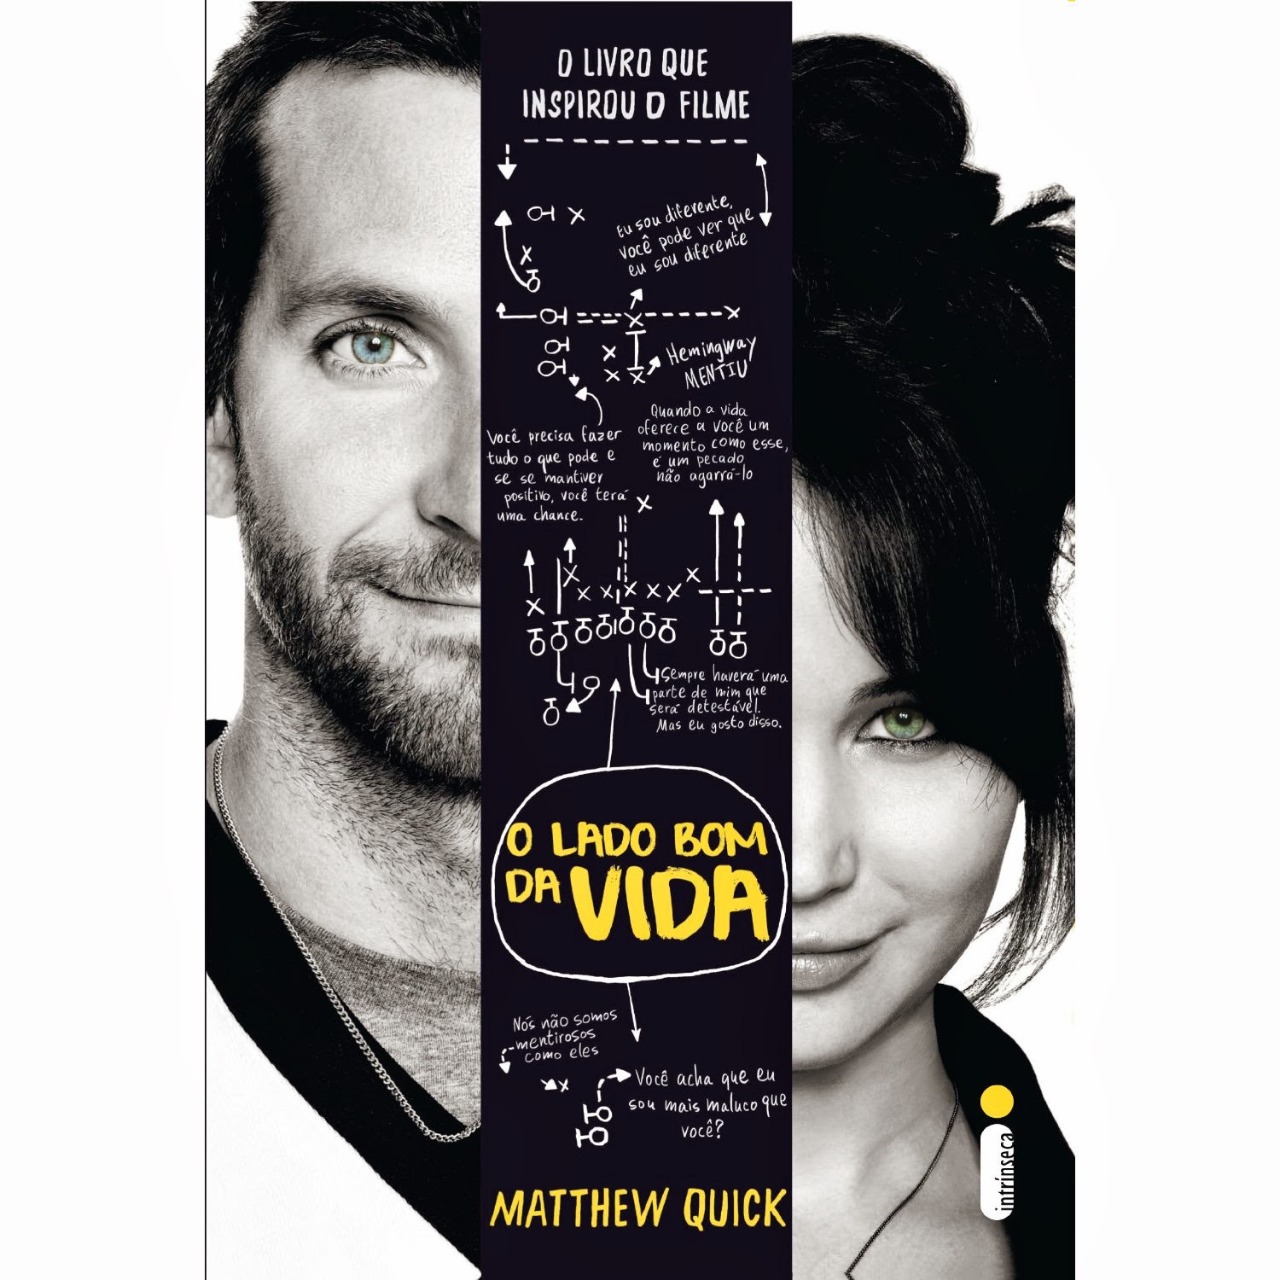 O LIVRO QUE
INSPIROU O FILME
Eu sou diferente,
você pode ver que
eu sou diferente
Hemingway
MENTIU
Quando a vida
oferece a você um
momento como esse,
é um pecado
não agarrá-lo
Você precisa fazer
tudo o que pode e
se se mantiver
positivo, você terá
uma chance.
Sempre haverá uma
parte de mim que
será detestável.
Mas eu gosto disso.
O LADO BOM
DA VIDA
Nós não somos
mentirosos
como eles
Você acha que eu
sou mais maluco que
você?
MATTHEW QUICK
intrínseca